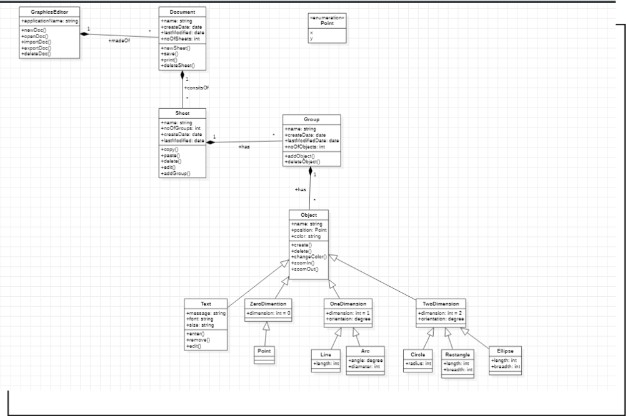 GraphicsEditor
+applicationName: string
+newDoc()
+openDoc()
+importDoc()
+exportDoc()
+deleteDoc()
1
*
+madeOf
Document
+name: string
+createDate: date
+lastModified: date
+noOfSheets: int
+newSheet()
+save()
+print()
+deleteSheet()
«enumeration»
Point
x
y
1
+consitsOf
*
Sheet
+name: string
+noOfGroups: int
+createDate: date
+lastModified: date
+copy()
+paste()
+delete()
+edit()
+addGroup()
1
*
+has
Group
+name: string
+createDate: date
+lastModifiedDate: date
+noOfObjects: int
+addObject()
+deleteObject()
1
+has
*
Object
+name: string
+position: Point
+color: string
+create()
+delete()
+changeColor()
+zoomIn()
+zoomOut()
Text
+message: string
+font: string
+size: string
+enter()
+remove()
+edit()
ZeroDimention
+dimension: int = 0
OneDimension
+dimension: int = 1
+orientaion: degree
TwoDimension
+dimension: int = 2
+orientation: degree
Point
Line
+length: int
Arc
+angle: degree
+diameter: int
Circle
+radius: int
Rectangle
+length: int
+breadth: int
Ellipse
+length: int
+breadth: int